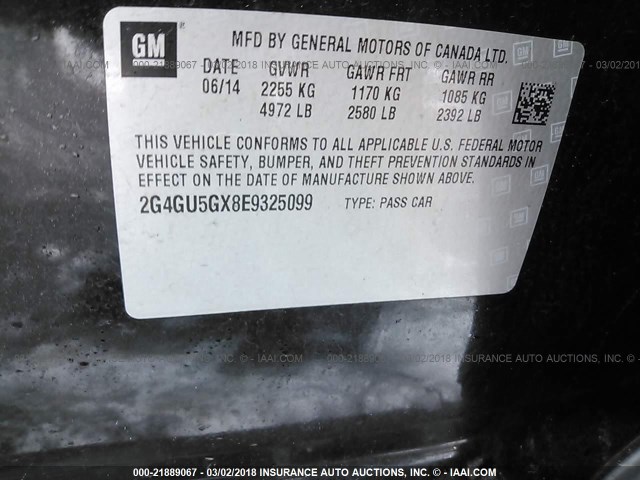 GM
MFD BY GENERAL MOTORS OF CANADA LTD.
DATE GVWR GAWR FRT GAWR RR
06/14 2255 KG 1170 KG 1085 KG
4972 LB 2580 LB 2392 LB
THIS VEHICLE CONFORMS TO ALL APPLICABLE U.S. FEDERAL MOTOR
VEHICLE SAFETY, BUMPER, AND THEFT PREVENTION STANDARDS IN
EFFECT ON THE DATE OF MANUFACTURE SHOWN ABOVE.
2G4GU5GX8E9325099 TYPE: PASS CAR
000-21889067 - 03/02/2018 INSURANCE AUTO AUCTIONS, INC. - © IAAI.COM